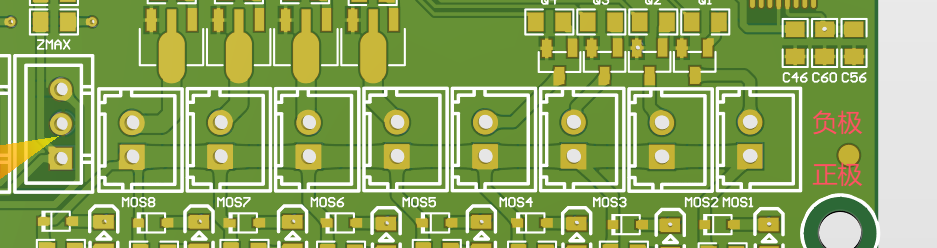 Q4 Q3 Q2 Q1
ZMAX
C46 C60 C56
负极
正极
MOS8 MOS7 MOS6 MOS5 MOS4 MOS3 MOS2 MOS1